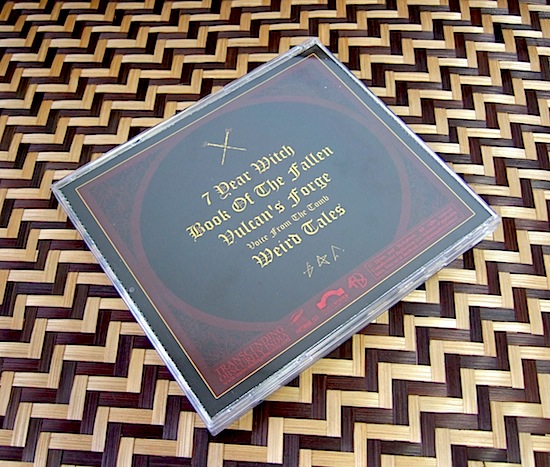 7 Year Witch
Book Of The Fallen
Vulcan's Forge
Voice From The Tomb
Weird Tales